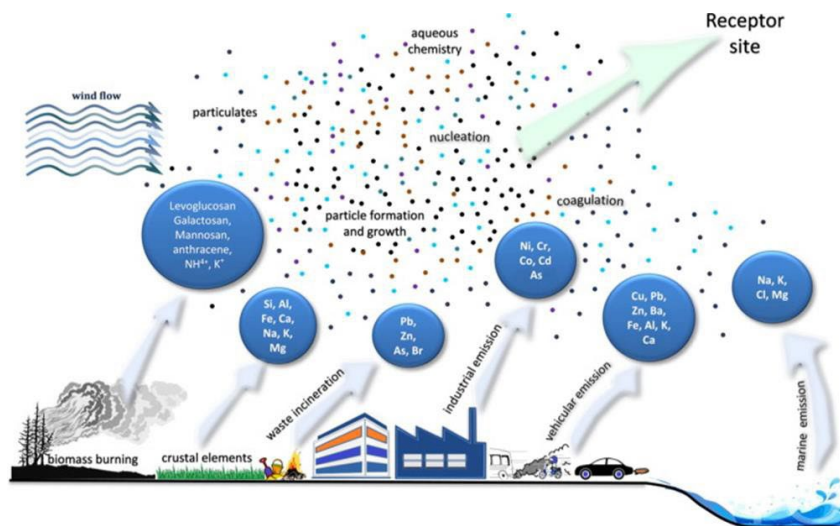 Receptor
site
aqueous
chemistry
wind flow
particulates
nucleation
coagulation
particle formation
and growth
Levoglucosan
Galactosan,
Mannosan,
anthracene,
NH⁴⁺, K⁺
Si, Al,
Fe, Ca,
Na, K,
Mg
Pb,
Zn,
As, Br
Ni, Cr,
Co, Cd
As
Cu, Pb,
Zn, Ba,
Fe, Al, K,
Ca
Na, K,
Cl, Mg
biomass burning
crustal elements
waste incineration
industrial emission
vehicular emission
marine emission